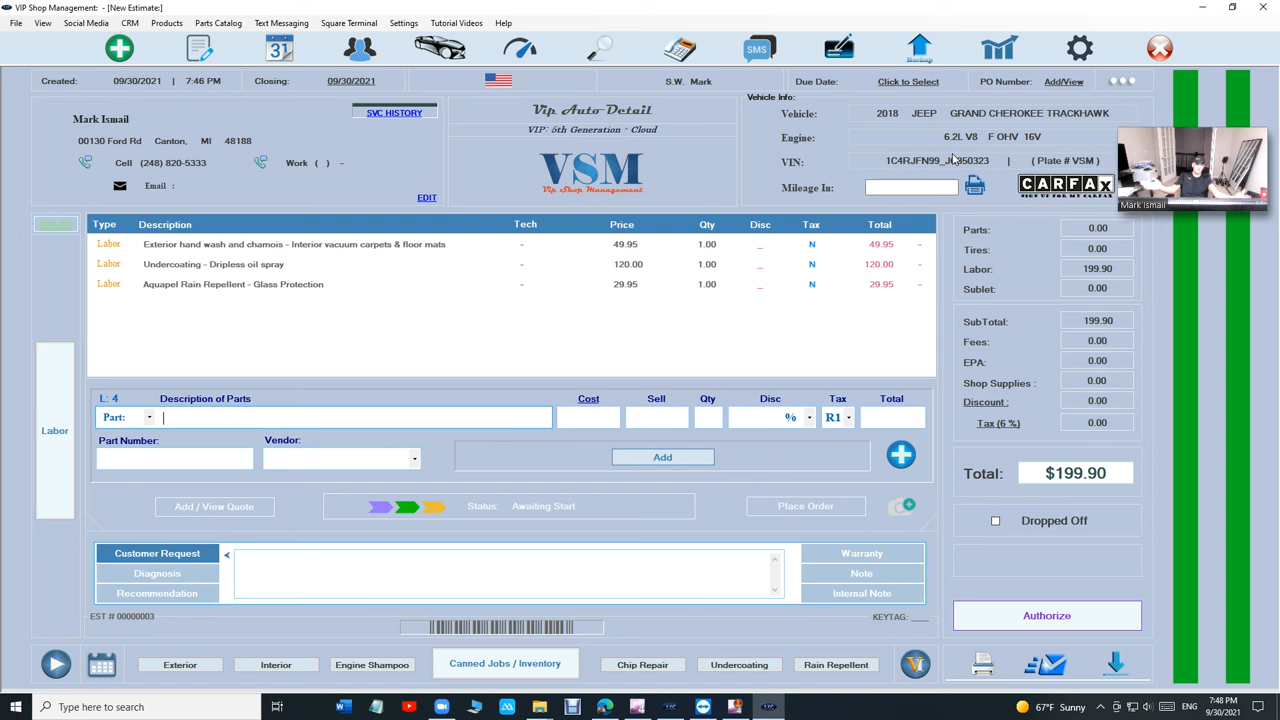 VIP Shop Management: - [New Estimate:]
File View Social Media CRM Products Parts Catalog Text Messaging Square Terminal Settings Tutorial Videos Help
31 SMS Backup
Created: 09/30/2021 | 7:46 PM Closing: 09/30/2021 S.W. Mark Due Date: Click to Select PO Number: Add/View
Vehicle Info:
Mark Ismail
SVC HISTORY
00130 Ford Rd Canton, MI 48188
Cell (248) 820-5333 Work ( ) -
Email :
EDIT
Vip Auto Detail
VIP: 5th Generation - Cloud
VSM
Vip Shop Management
Vehicle: 2018 JEEP GRAND CHEROKEE TRACKHAWK
Engine: 6.2L V8 F OHV 16V
VIN: | ( Plate # VSM )
Mileage In: CARFAX
SIGN UP FOR MY CARFAX
Mark Ismail
Type Description Tech Price Qty Disc Tax Total
Labor Exterior hand wash and chamois - Interior vacuum carpets & floor mats - 49.95 1.00 _ N 49.95 -
Labor Undercoating - Dripless oil spray - 120.00 1.00 _ N 120.00 -
Labor Aquapel Rain Repellent - Glass Protection - 29.95 1.00 _ N 29.95 -
Labor
L: 4 Description of Parts Cost Sell Qty Disc Tax Total
Part: % R1
Part Number: Vendor:
Add
Add / View Quote Status: Awaiting Start Place Order
Customer Request < Warranty
Diagnosis Note
Recommendation Internal Note
EST # 00000003 KEYTAG: ___
Parts: 0.00
Tires: 0.00
Labor: 199.90
Sublet: 0.00
SubTotal: 199.90
Fees: 0.00
EPA: 0.00
Shop Supplies : 0.00
Discount : 0.00
Tax (6 %) 0.00
Total: $199.90
Dropped Off
Authorize
Exterior Interior Engine Shampoo Canned Jobs / Inventory Chip Repair Undercoating Rain Repellent
Type here to search
67°F Sunny ENG 7:48 PM
9/30/2021